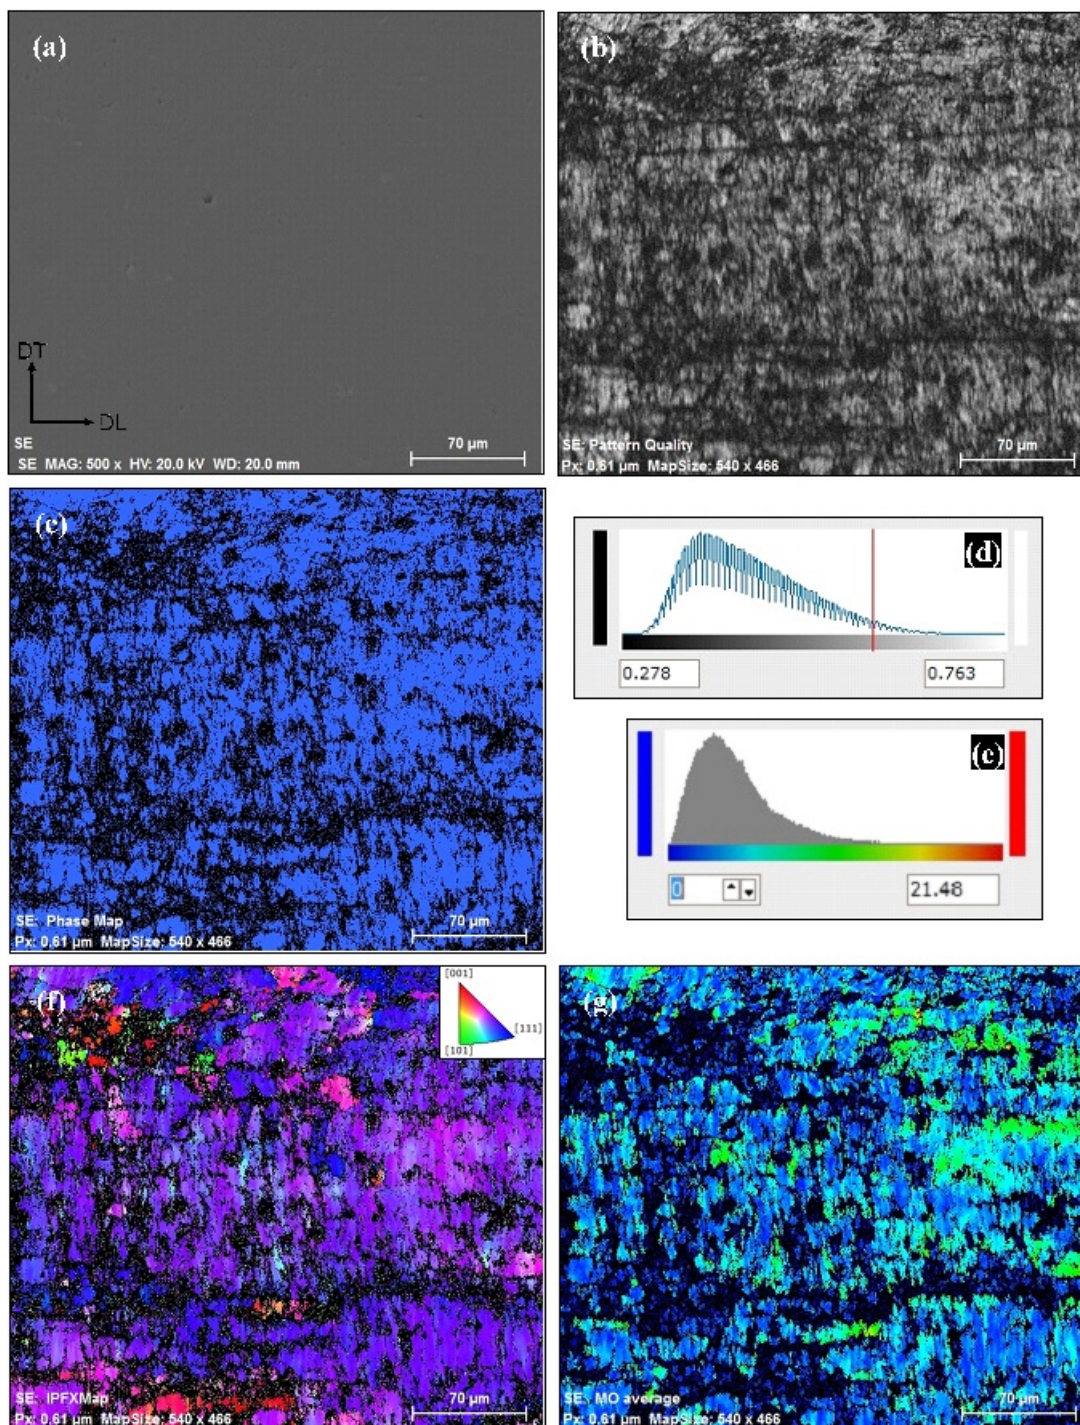 (a)
DT
DL
SE
70 µm
SE MAG: 500 x HV: 20.0 kV WD: 20.0 mm
(b)
SE: Pattern Quality
70 µm
Px: 0.61 µm MapSize: 540 x 466
(c)
SE: Phase Map
70 µm
Px: 0.61 µm MapSize: 540 x 466
(d)
0.278
0.763
(e)
0
21.48
(f)
[001]
[111]
[101]
SE: IPFXMap
70 µm
Px: 0.61 µm MapSize: 540 x 466
(g)
SE: MO average
70 µm
Px: 0.61 µm MapSize: 540 x 466